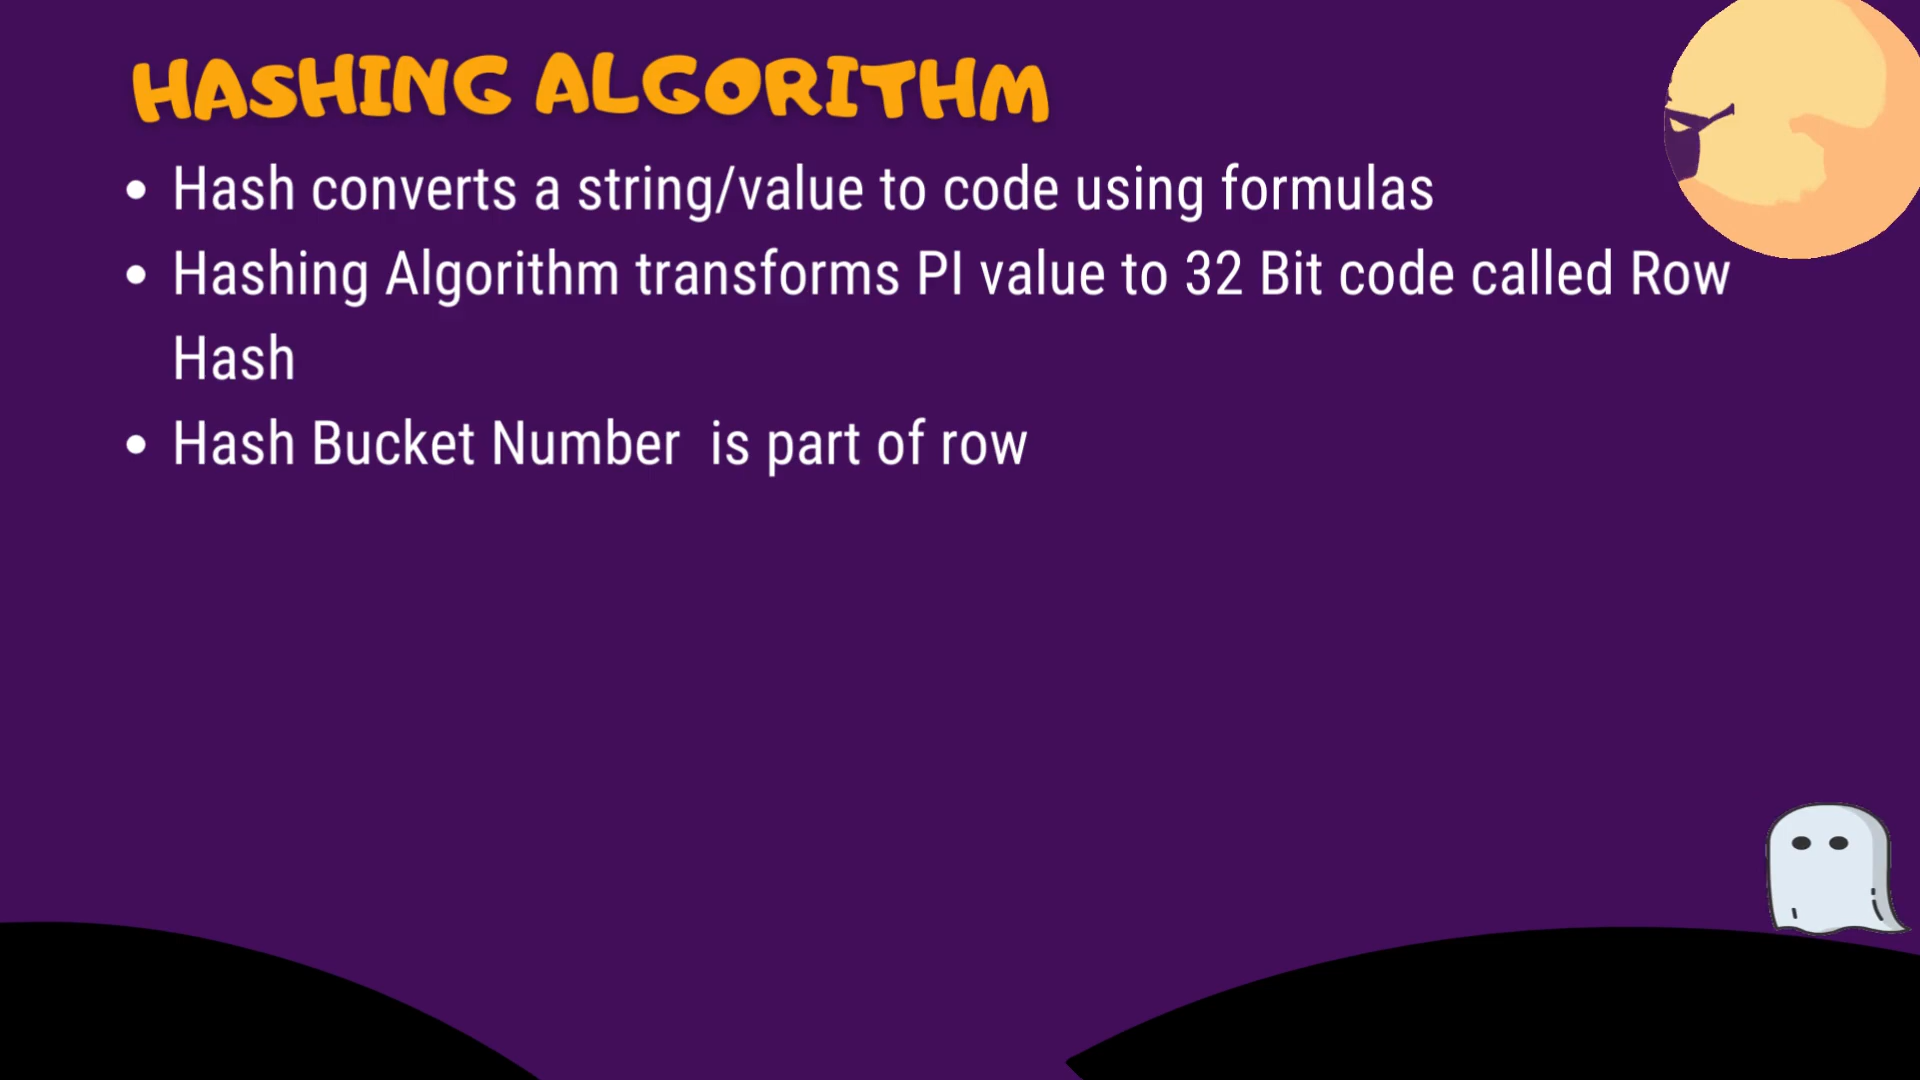 HASHING ALGORITHM
• Hash converts a string/value to code using formulas
• Hashing Algorithm transforms PI value to 32 Bit code called Row
Hash
• Hash Bucket Number  is part of row